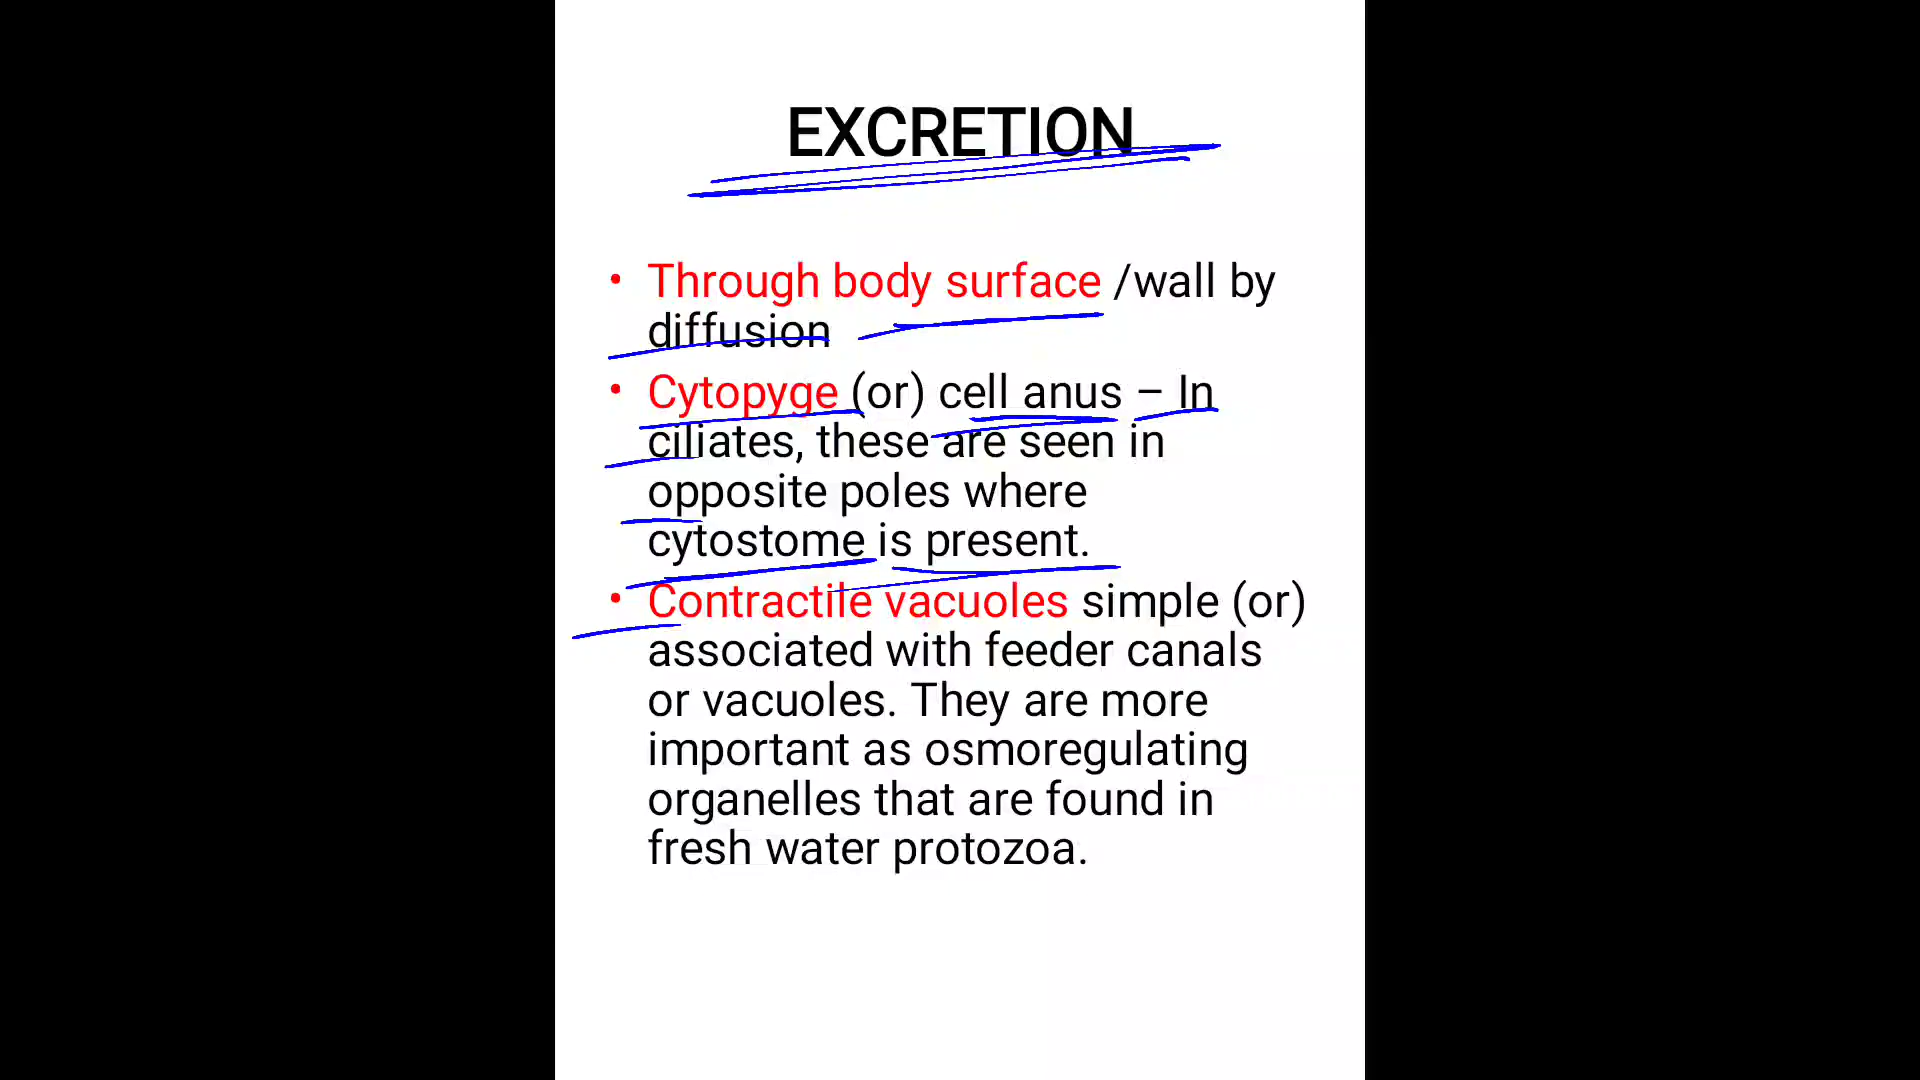 EXCRETION
• Through body surface /wall by
diffusion
• Cytopyge (or) cell anus – In
ciliates, these are seen in
opposite poles where
cytostome is present.
• Contractile vacuoles simple (or)
associated with feeder canals
or vacuoles. They are more
important as osmoregulating
organelles that are found in
fresh water protozoa.